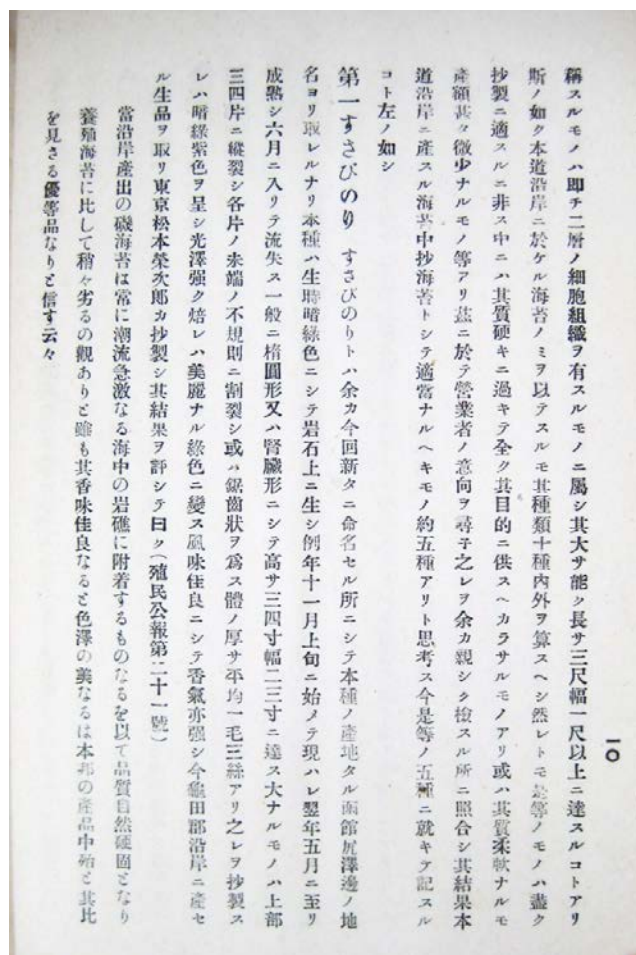 一〇
稱スルモノハ卽チ二層ノ細胞組織ヲ有スルモノニ屬シ其大サ能ク長サ三尺幅一尺以上ニ達スルコトアリ
斯ノ如ク本道沿岸ニ於ケル海苔ノミヲ以テスルモ其種類十種內外ヲ算スヘシ然レトモ是等ノモノハ盡ク
抄製ニ適スルニ非ス中ニハ其質硬キニ過キテ全ク其目的ニ供スヘカラサルモノアリ或ハ其質柔軟ナルモ
產額甚タ微少ナルモノ等アリ茲ニ於テ營業者ノ意向ヲ尋子之レヲ余カ親シク檢スル所ニ照合シ其結果本
道沿岸ニ產スル海苔中抄海苔トシテ適當ナルヘキモノ約五種アリト思考ス今是等ノ五種ニ就キテ記スル
コト左ノ如シ
第一すさびのり すさびのりトハ余カ今回新タニ命名セル所ニシテ本種ノ產地タル函館尻澤邊ノ地
名ヨリ取レルナリ本種ハ生時暗綠色ニシテ岩石上ニ生シ例年十一月上旬ニ始メテ現ハレ翌年五月ニ至リ
成熟シ六月ニ入リテ流失ス一般ニ楕圓形又ハ腎臟形ニシテ高サ三四寸幅二三寸ニ達ス大ナルモノハ上部
三四片ニ縱裂シ各片ノ末端ノ不規則ニ割裂シ或ハ鋸齒狀ヲ爲ス體ノ厚サ平均一毛三絲アリ之レヲ抄製ス
レハ暗綠紫色ヲ呈シ光澤强ク焙レハ美麗ナル綠色ニ變ス風味佳良ニシテ香氣亦强シ今龜田郡沿岸ニ產セ
ル生品ヲ取リ東京松本榮次郎カ抄製シ其結果ヲ評シテ曰ク(殖民公報第二十一號)
當沿岸產出の磯海苔は常に潮流急激なる海中の岩礁に附着するものなるを以て品質自然硬固となり
養殖海苔に比して稍々劣るの觀ありと雖も其香味佳良なると色澤の美なるは本邦の產品中殆と其比
を見さる優等品なりと信す云々